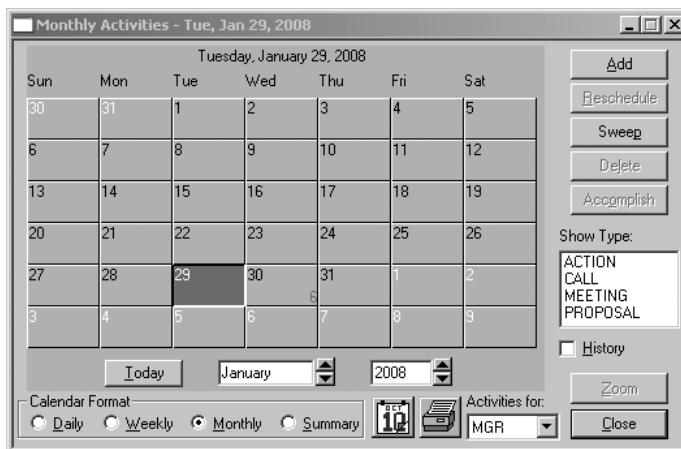 Monthly Activities - Tue, Jan 29, 2008
Tuesday, January 29, 2008
Sun Mon Tue Wed Thu Fri Sat
30 31 1 2 3 4 5
6 7 8 9 10 11 12
13 14 15 16 17 18 19
20 21 22 23 24 25 26
27 28 29 30 31 1 2
6
3 4 5 6 7 8 9
Today January 2008
Calendar Format
Daily Weekly Monthly Summary
OCT
10
Activities for:
MGR
Add
Reschedule
Sweep
Delete
Accomplish
Show Type:
ACTION
CALL
MEETING
PROPOSAL
History
Zoom
Close